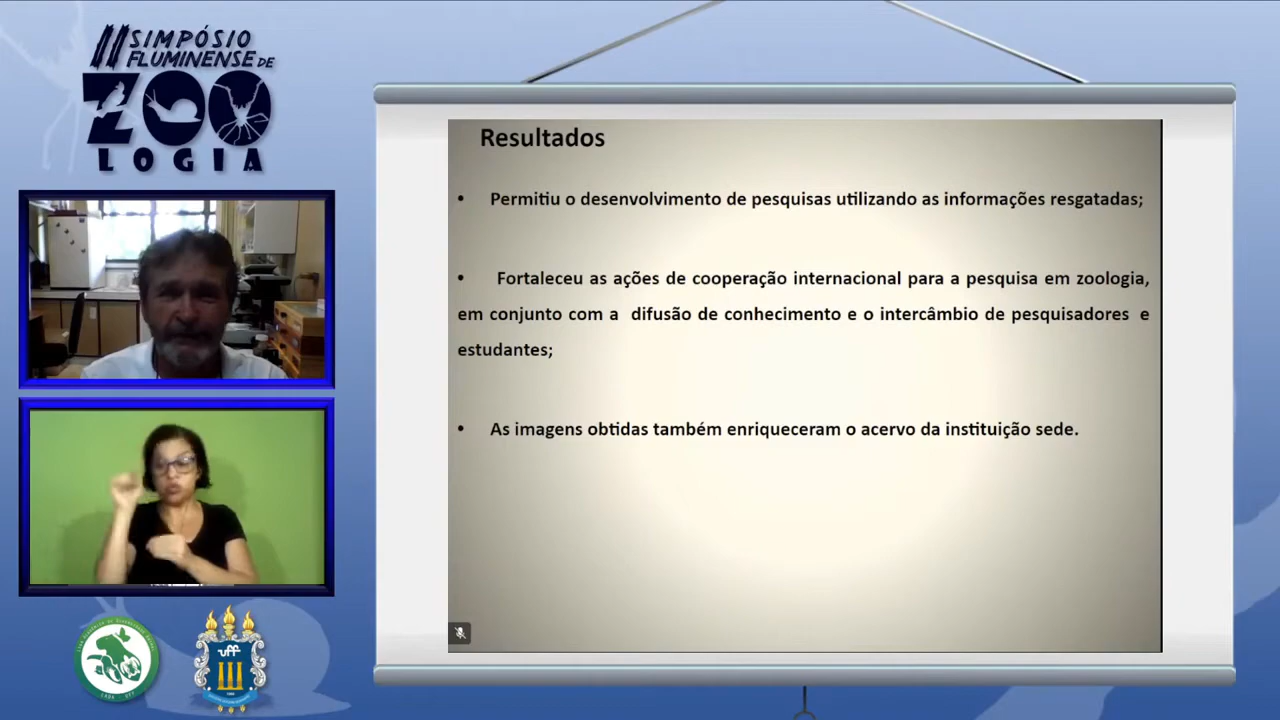 II SIMPÓSIO
FLUMINENSE DE
ZOO
LOGIA
Resultados
• Permitiu o desenvolvimento de pesquisas utilizando as informações resgatadas;
• Fortaleceu as ações de cooperação internacional para a pesquisa em zoologia,
em conjunto com a difusão de conhecimento e o intercâmbio de pesquisadores e
estudantes;
• As imagens obtidas também enriqueceram o acervo da instituição sede.
uff